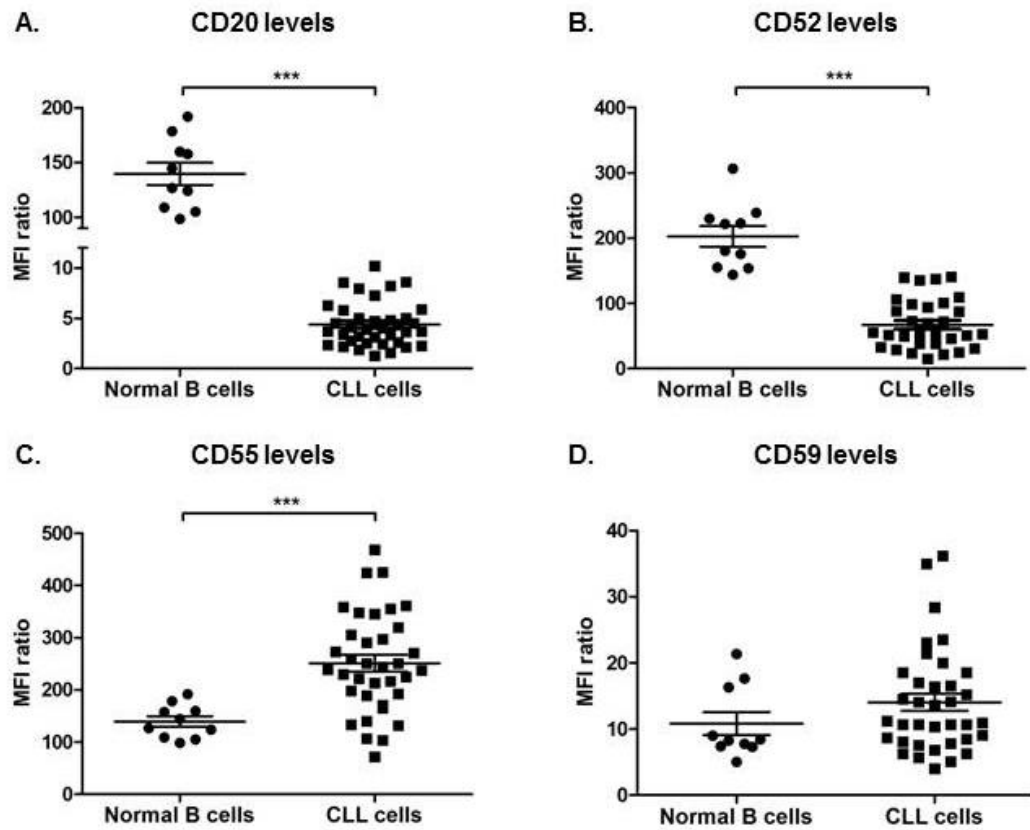 A. CD20 levels
***
200
150
100
10
5
0
MFI ratio
Normal B cells CLL cells
B. CD52 levels
***
400
300
200
100
0
MFI ratio
Normal B cells CLL cells
C. CD55 levels
***
500
400
300
200
100
0
MFI ratio
Normal B cells CLL cells
D. CD59 levels
40
30
20
10
0
MFI ratio
Normal B cells CLL cells